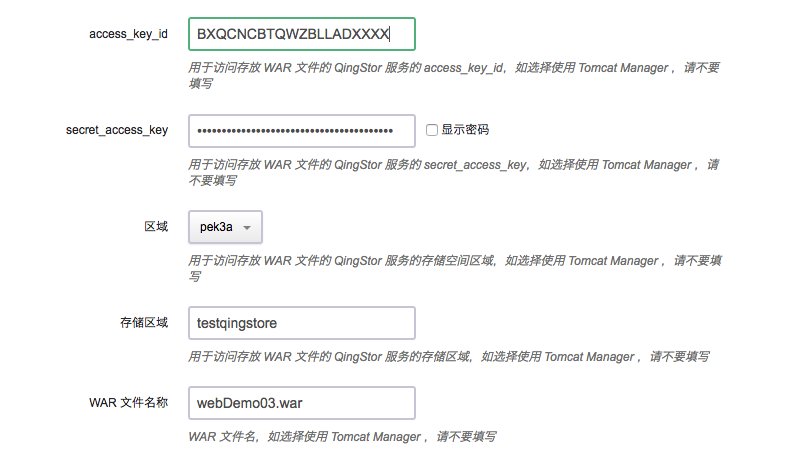 access_key_id
BXQCNCBTQWZBLLADXXXX
用于访问存放 WAR 文件的 QingStor 服务的 access_key_id，如选择使用 Tomcat Manager ，请不要
填写
secret_access_key
••••••••••••••••••••••••••••••••••••••••
显示密码
用于访问存放 WAR 文件的 QingStor 服务的 secret_access_key，如选择使用 Tomcat Manager ，请
不要填写
区域
pek3a
用于访问存放 WAR 文件的 QingStor 服务的存储空间区域，如选择使用 Tomcat Manager ，请不要填
写
存储区域
testqingstore
用于访问存放 WAR 文件的 QingStor 服务的存储区域，如选择使用 Tomcat Manager ，请不要填写
WAR 文件名称
webDemo03.war
WAR 文件名，如选择使用 Tomcat Manager ，请不要填写